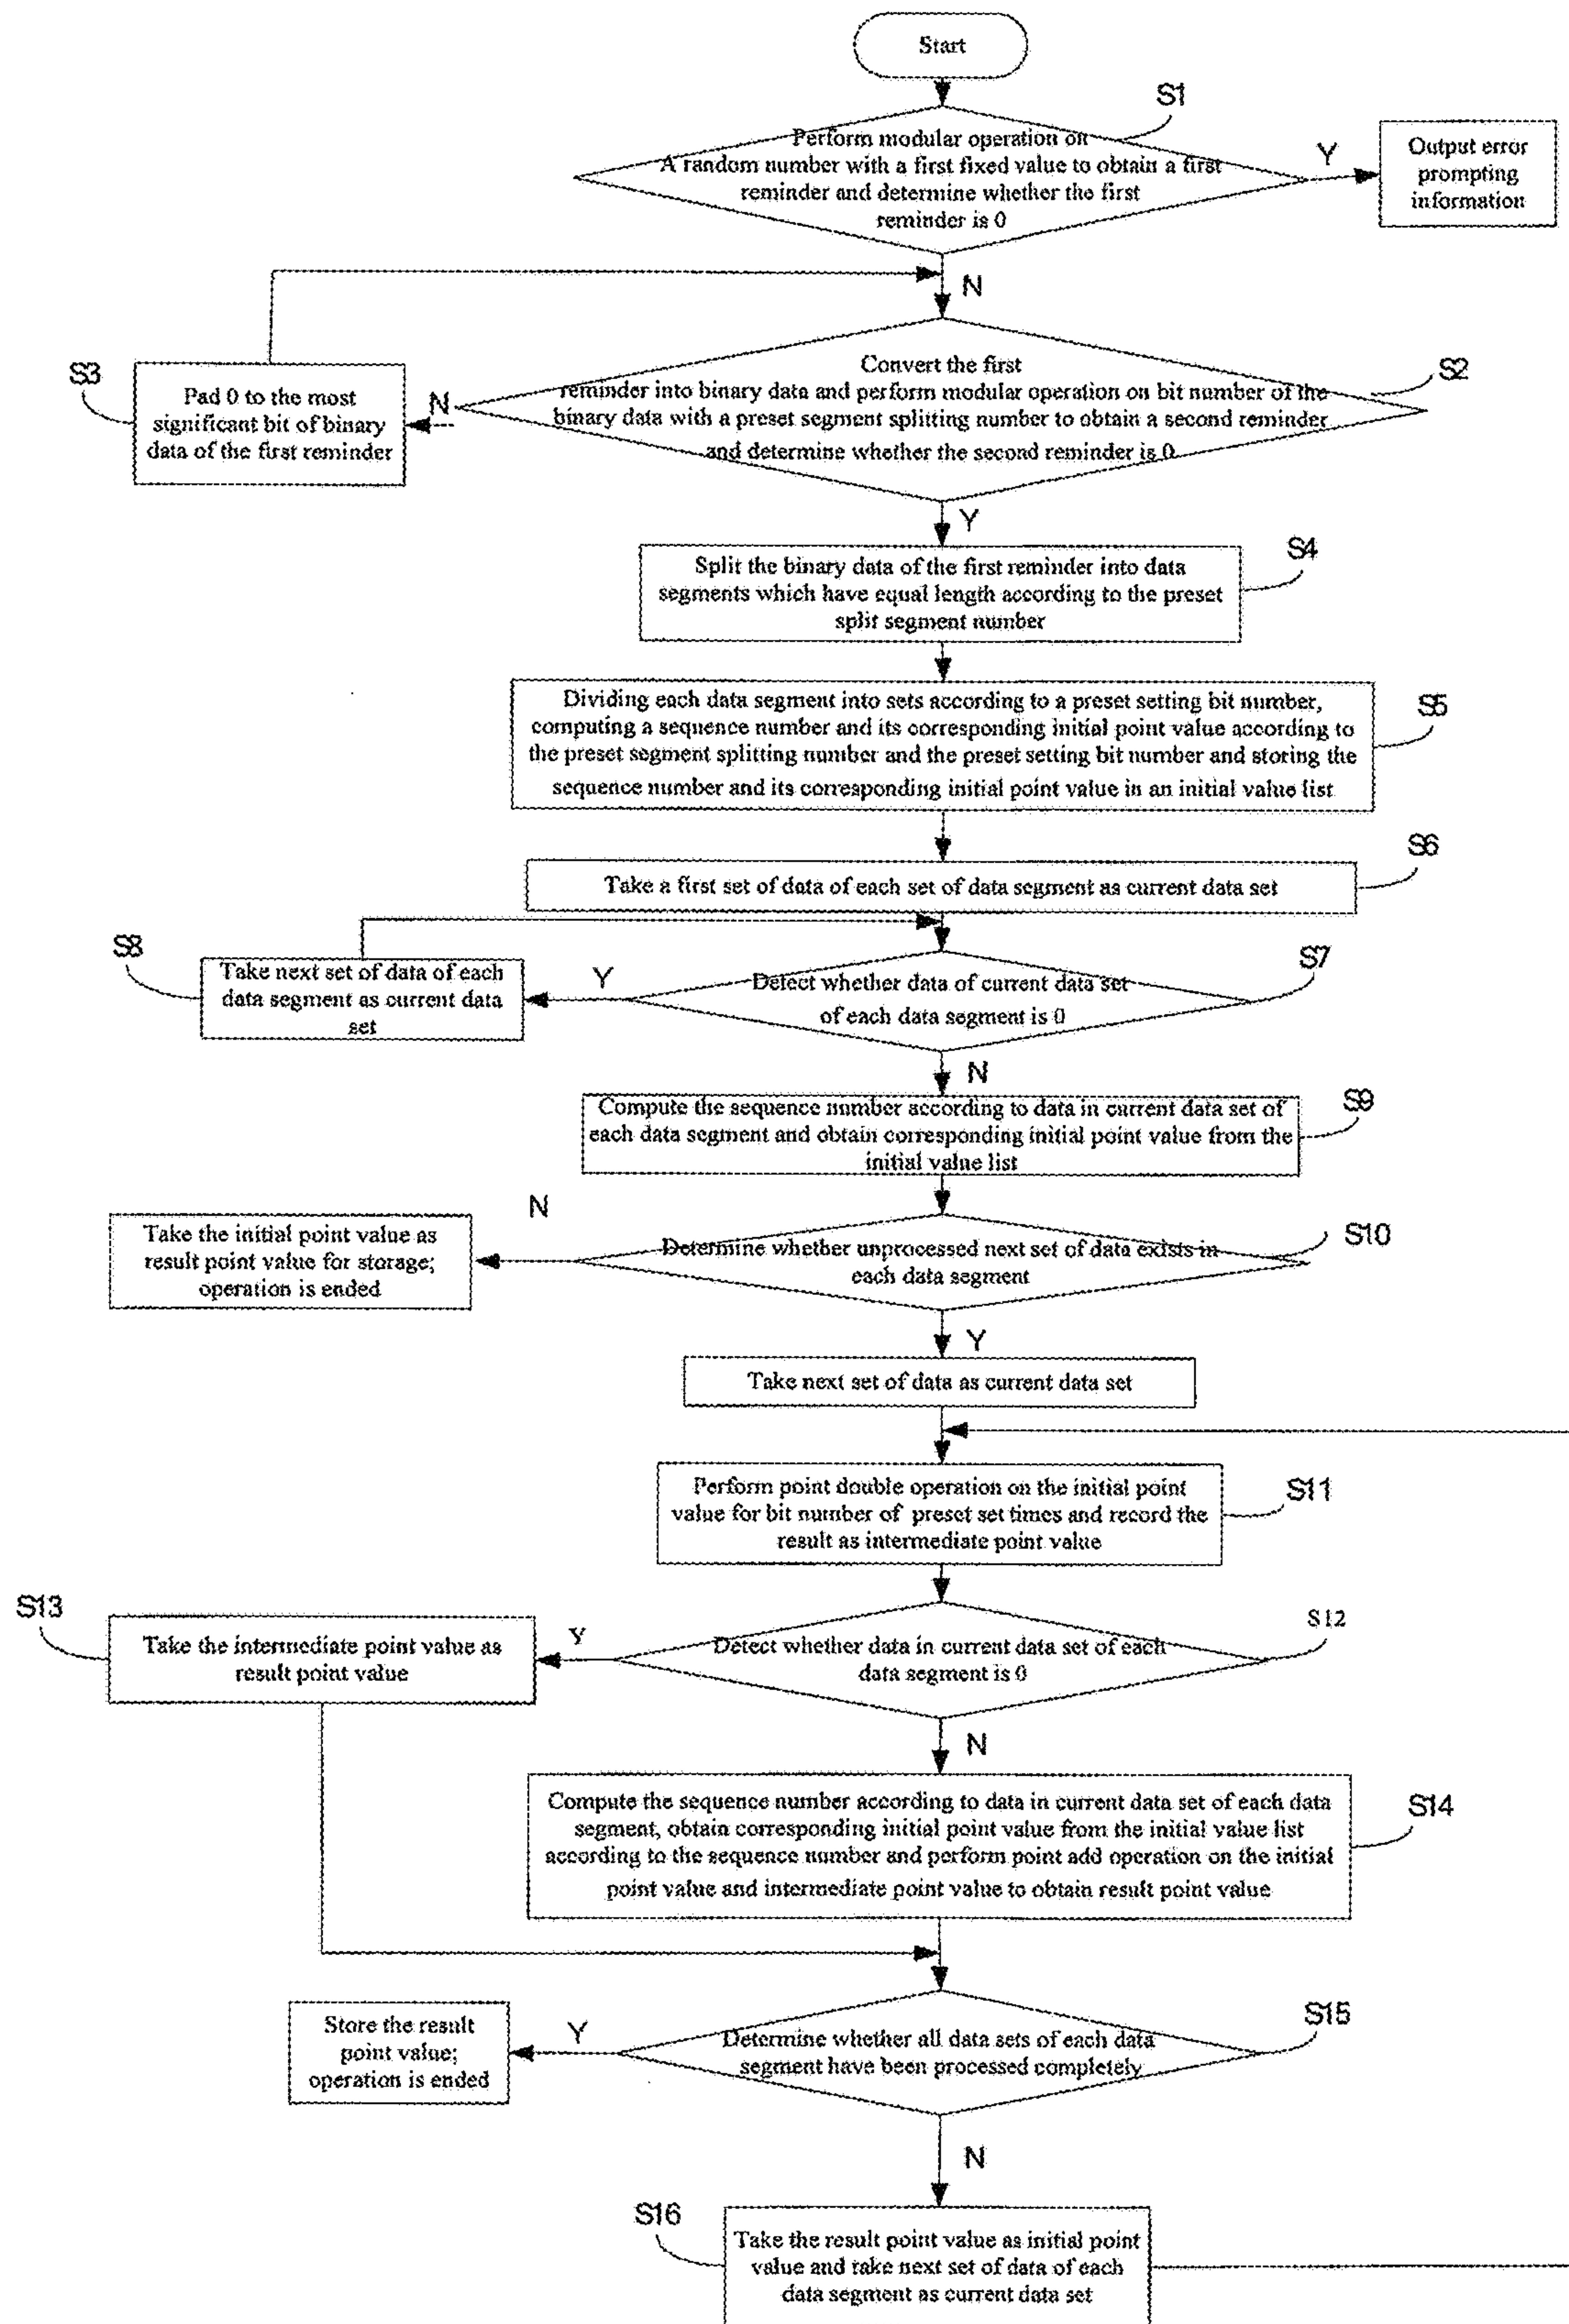 Start
S1
Perform modular operation on
A random number with a first fixed value to obtain a first
reminder and determine whether the first
reminder is 0
Y
Output error
prompting
information
N
S2
Convert the first
reminder into binary data and perform modular operation on bit number of the
binary data with a preset segment splitting number to obtain a second reminder
and determine whether the second reminder is 0
N
S3
Pad 0 to the most
significant bit of binary
data of the first reminder
Y
S4
Split the binary data of the first reminder into data
segments which have equal length according to the preset
split segment number
S5
Dividing each data segment into sets according to a preset setting bit number,
computing a sequence number and its corresponding initial point value according to
the preset segment splitting number and the preset setting bit number and storing the
sequence number and its corresponding initial point value in an initial value list
S6
Take a first set of data of each set of data segment as current data set
S8
Take next set of data of each
data segment as current data
set
Y
S7
Detect whether data of current data set
of each data segment is 0
N
S9
Compute the sequence number according to data in current data set of
each data segment and obtain corresponding initial point value from the
initial value list
N
Take the initial point value as
result point value for storage;
operation is ended
S10
Determine whether unprocessed next set of data exists in
each data segment
Y
Take next set of data as current data set
S11
Perform point double operation on the initial point
value for bit number of preset set times and record the
result as intermediate point value
S13
Take the intermediate point value as
result point value
Y
S12
Detect whether data in current data set of each
data segment is 0
N
S14
Compute the sequence number according to data in current data set of each data
segment, obtain corresponding initial point value from the initial value list
according to the sequence number and perform point add operation on the initial
point value and intermediate point value to obtain result point value
Store the result
point value;
operation is ended
Y
S15
Determine whether all data sets of each data
segment have been processed completely
N
S16
Take the result point value as initial point
value and take next set of data of each
data segment as current data set